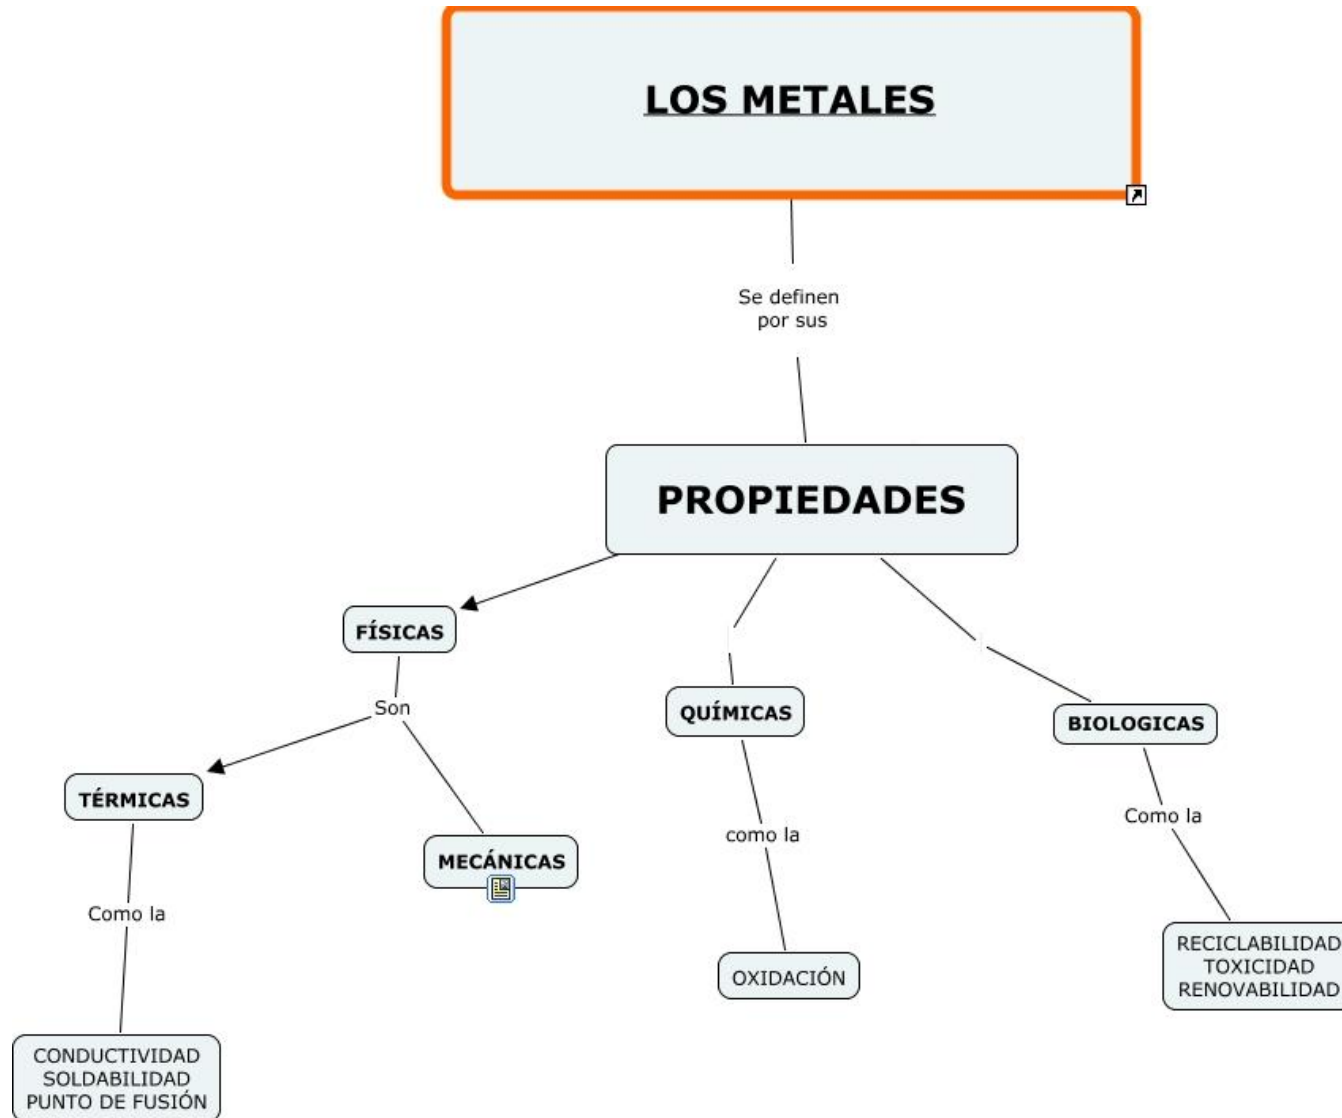 LOS METALES
Se definen
por sus
PROPIEDADES
FÍSICAS
QUÍMICAS
BIOLOGICAS
Son
TÉRMICAS
MECÁNICAS
como la
Como la
Como la
OXIDACIÓN
RECICLABILIDAD
TOXICIDAD
RENOVABILIDAD
CONDUCTIVIDAD
SOLDABILIDAD
PUNTO DE FUSIÓN